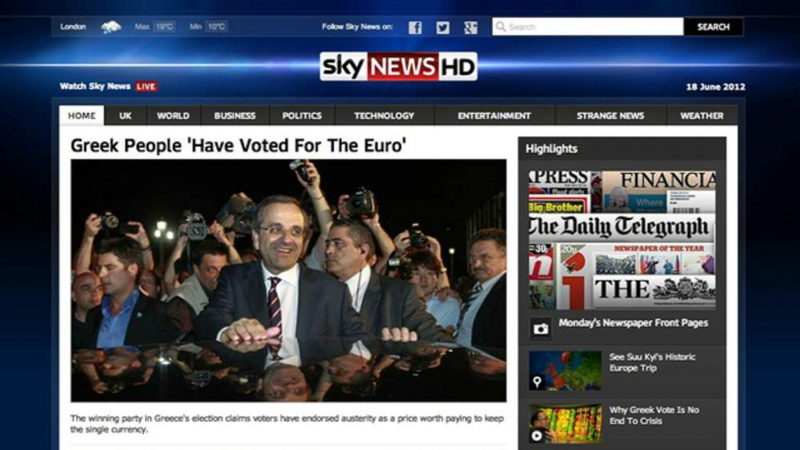 London Max 19°C Min 10°C Follow Sky News on: Search SEARCH
sky NEWS HD
Watch Sky News LIVE 18 June 2012
HOME UK WORLD BUSINESS POLITICS TECHNOLOGY ENTERTAINMENT STRANGE NEWS WEATHER
Greek People 'Have Voted For The Euro'
The winning party in Greece's election claims voters have endorsed austerity as a price worth paying to keep
the single currency.
Highlights
PRESS FINANCIA
Big Brother Where
The Daily Telegraph
NEWSPAPER OF THE YEAR
i THE
Monday's Newspaper Front Pages
See Suu Kyi's Historic
Europe Trip
Why Greek Vote Is No
End To Crisis